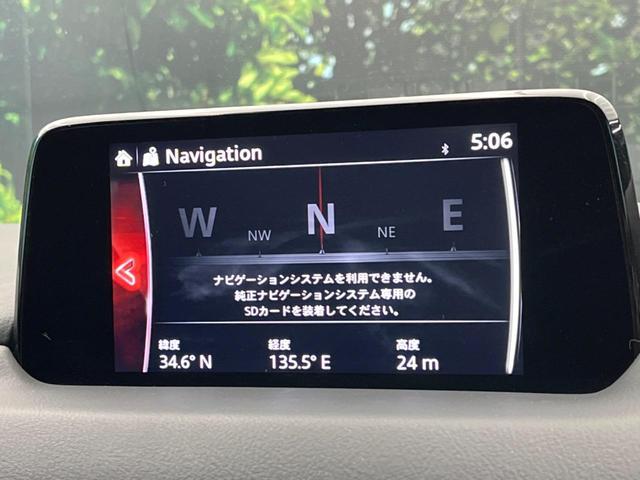 Navigation
5:06
W NW N NE E
ナビゲーションシステムを利用できません。
純正ナビゲーションシステム専用の
SDカードを装着してください。
緯度 経度 高度
34.6° N 135.5° E 24 m